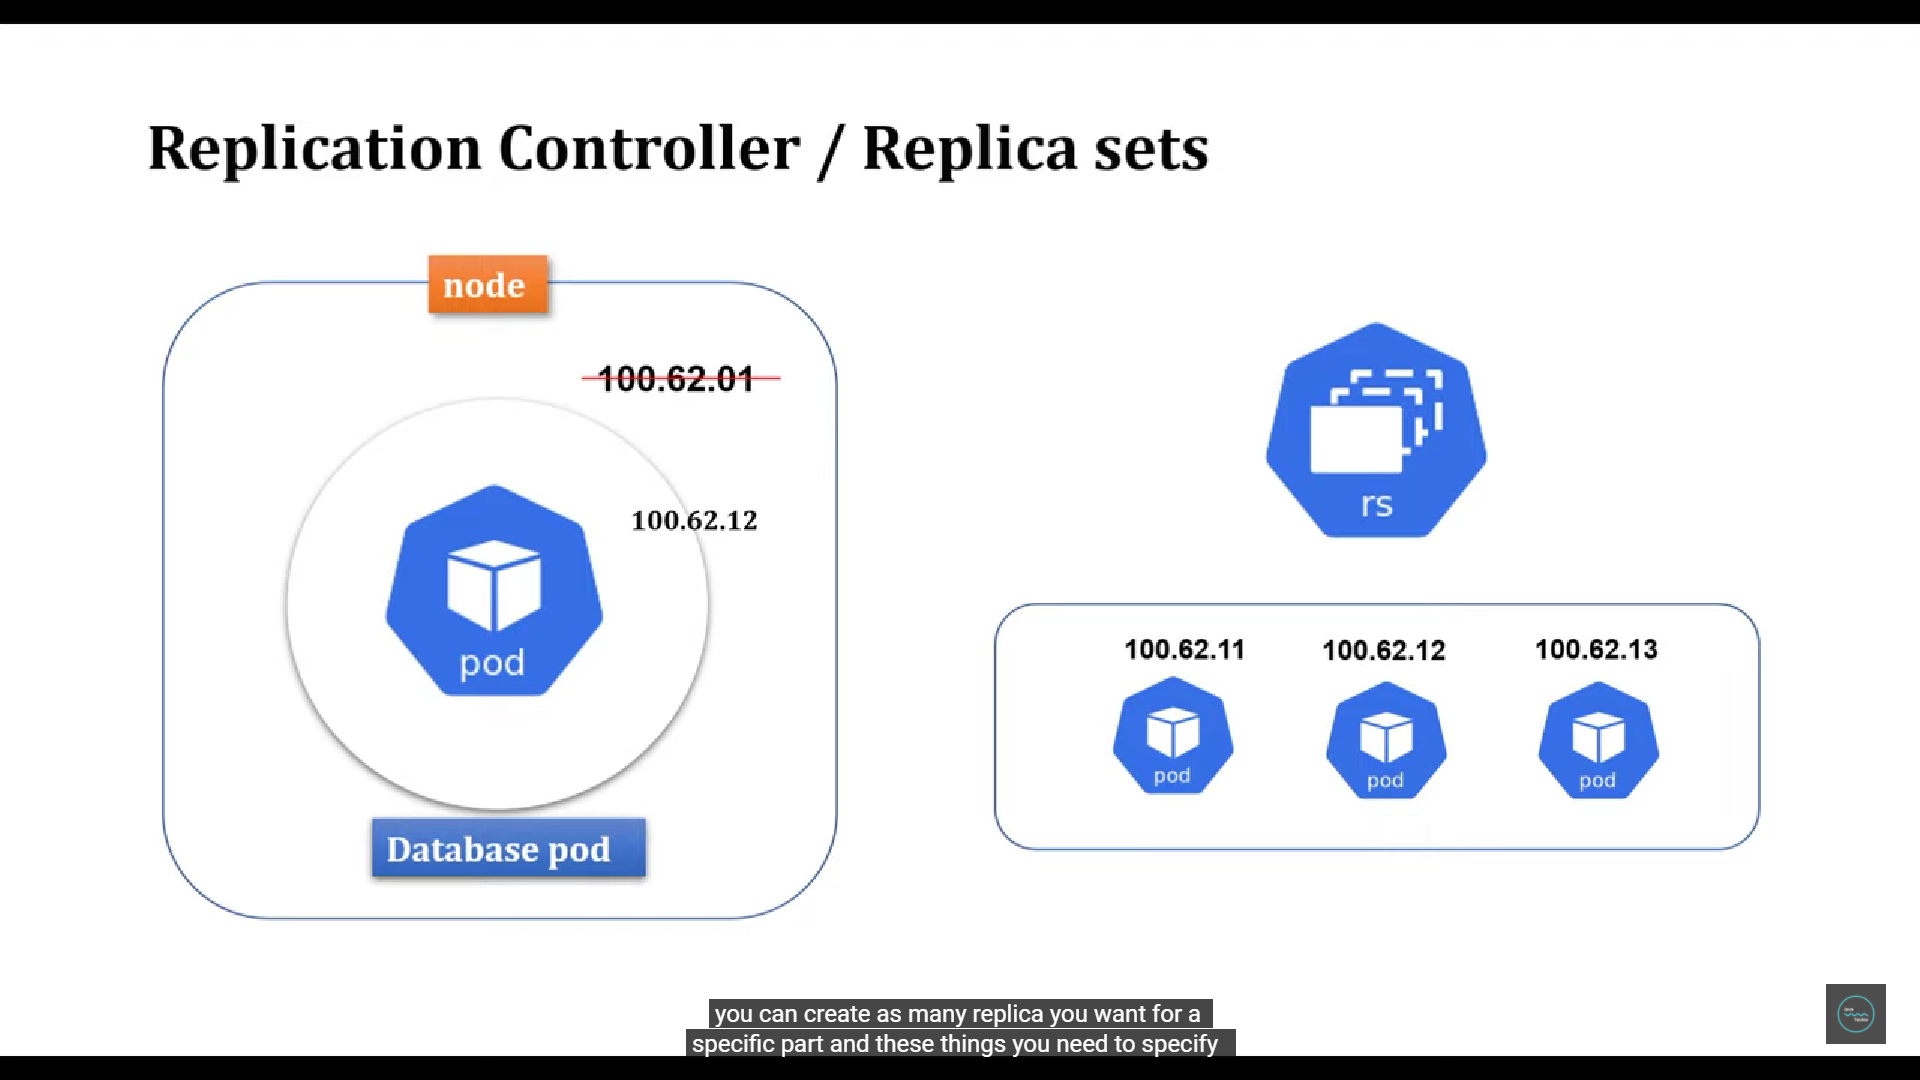 Replication Controller / Replica sets
node
100.62.01
100.62.12
pod
Database pod
rs
100.62.11 100.62.12 100.62.13
pod pod pod
you can create as many replica you want for a
specific part and these things you need to specify